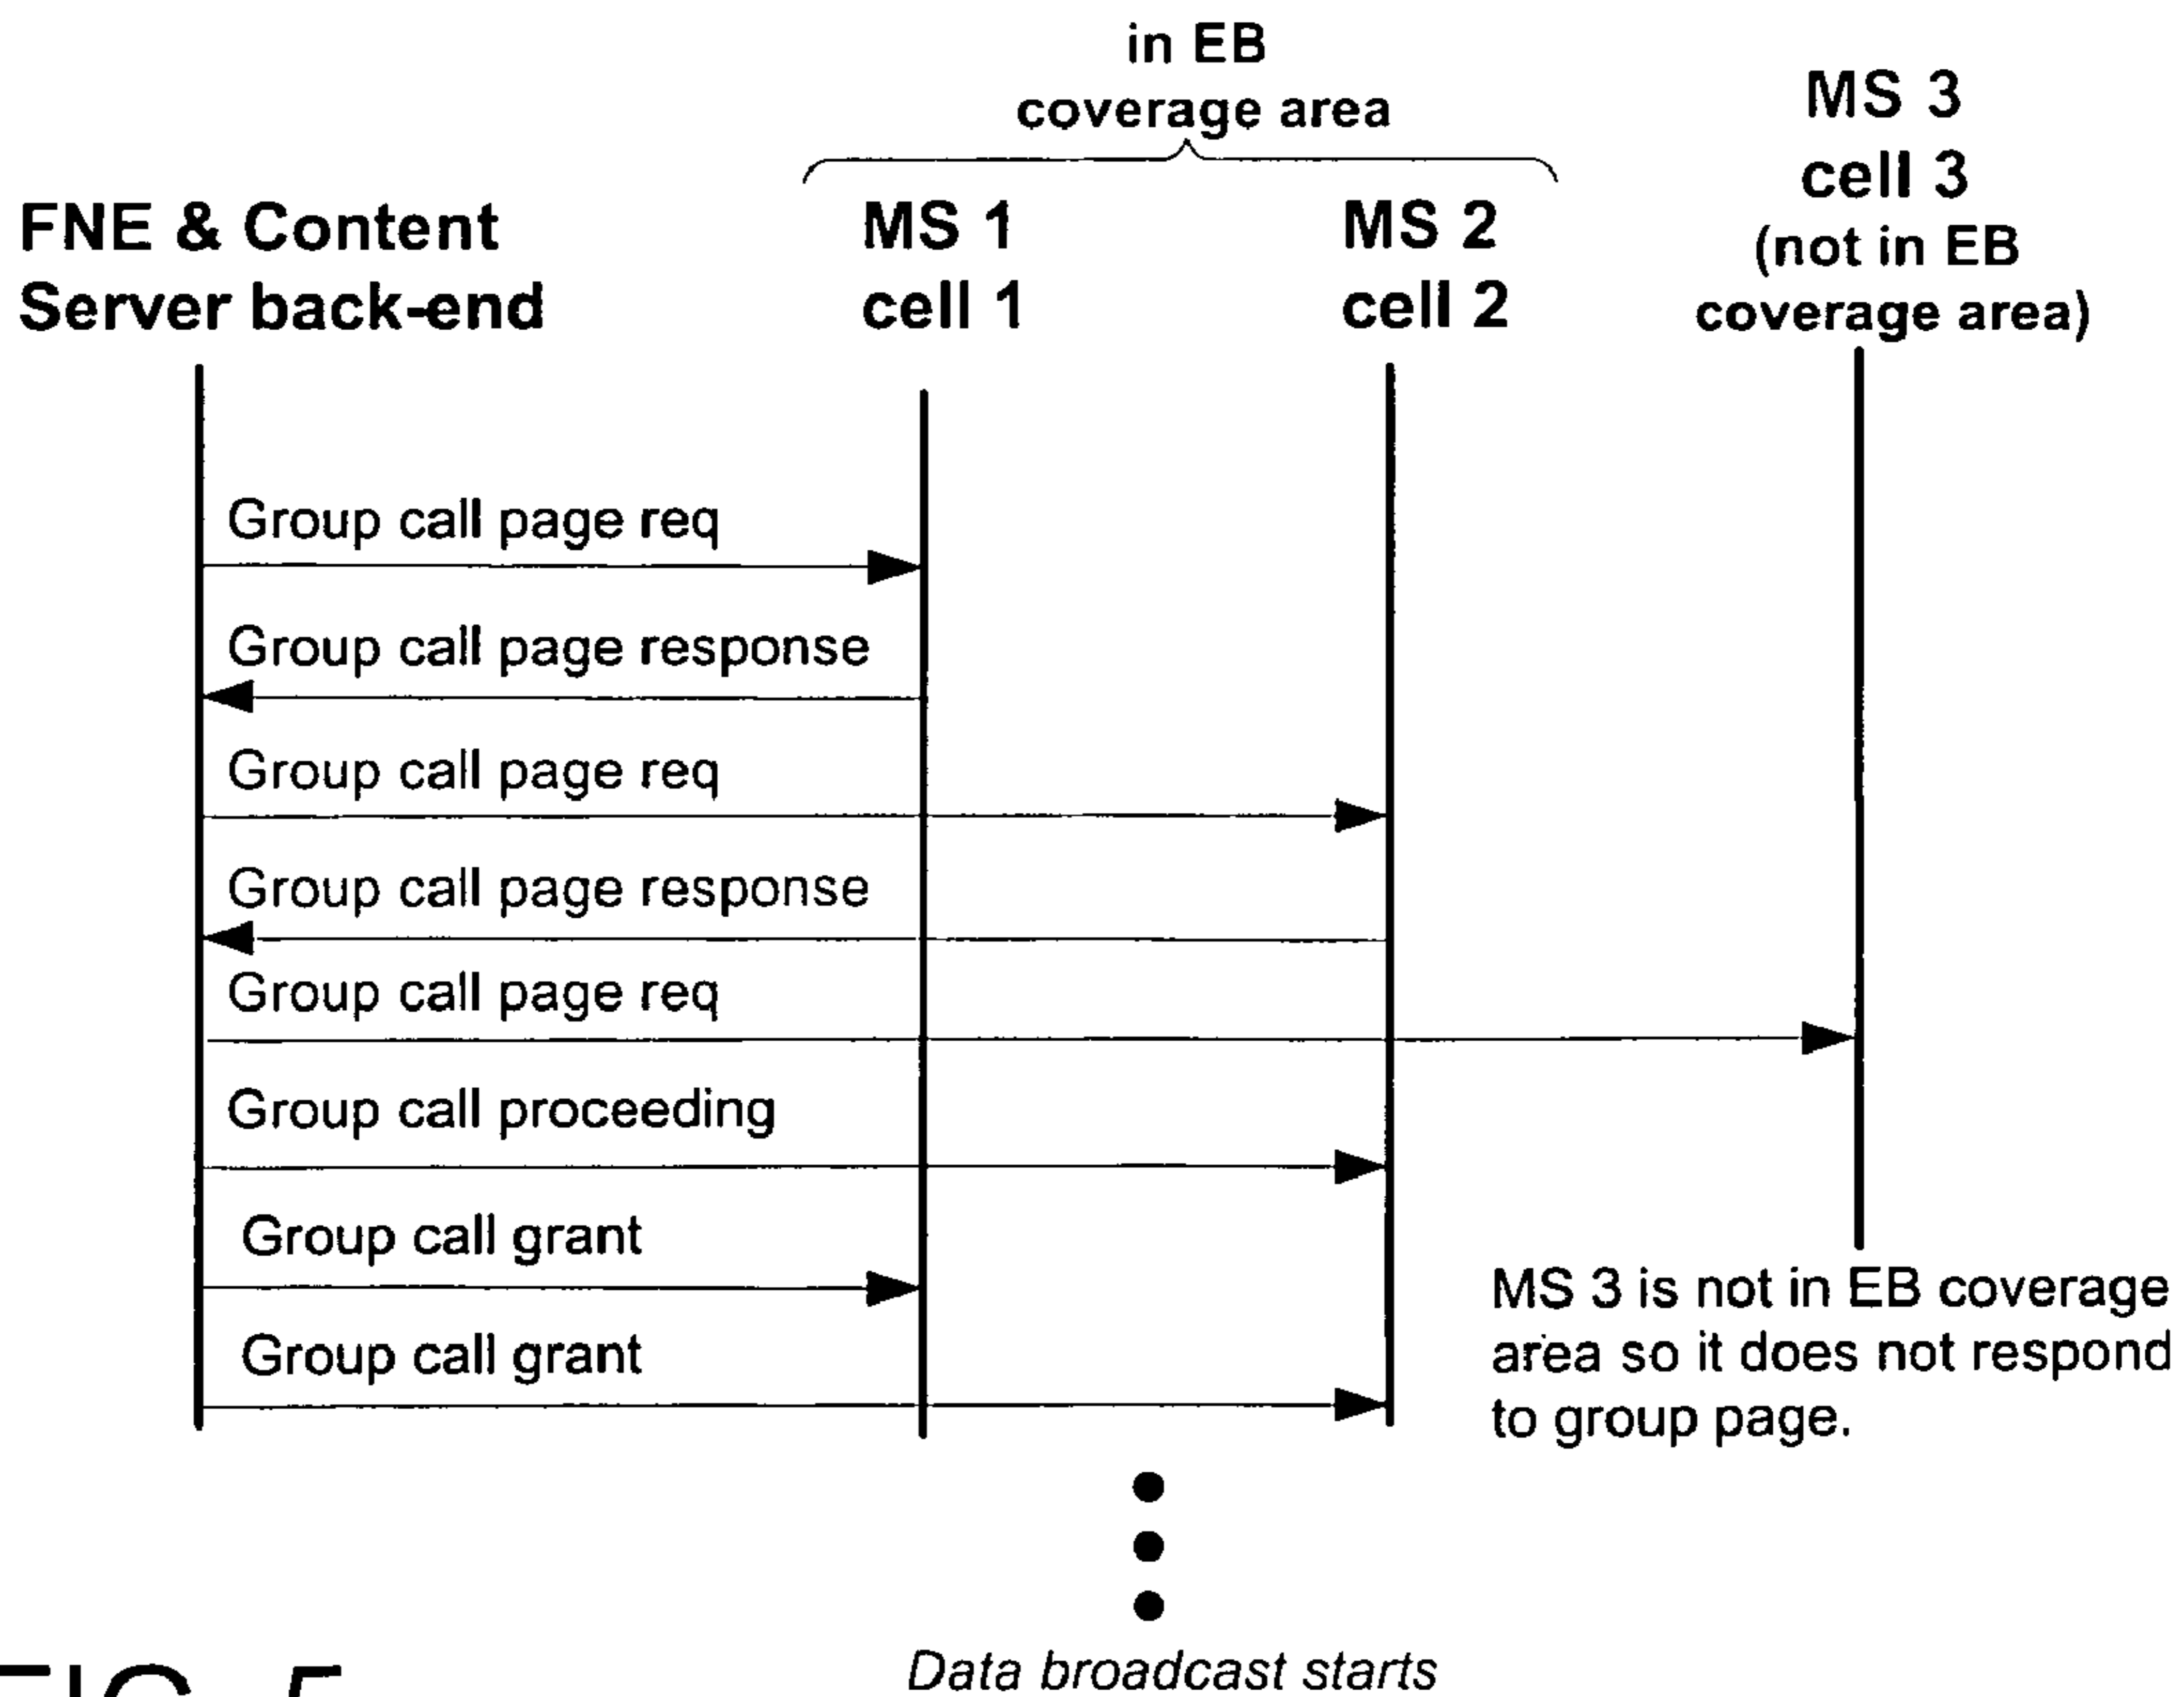 in EB
coverage area
MS 3
cell 3
(not in EB
coverage area)
FNE & Content
Server back-end
MS 1
cell 1
MS 2
cell 2
Group call page req
Group call page response
Group call page req
Group call page response
Group call page req
Group call proceeding
Group call grant
Group call grant
MS 3 is not in EB coverage
area so it does not respond
to group page.
Data broadcast starts
FIG. 5